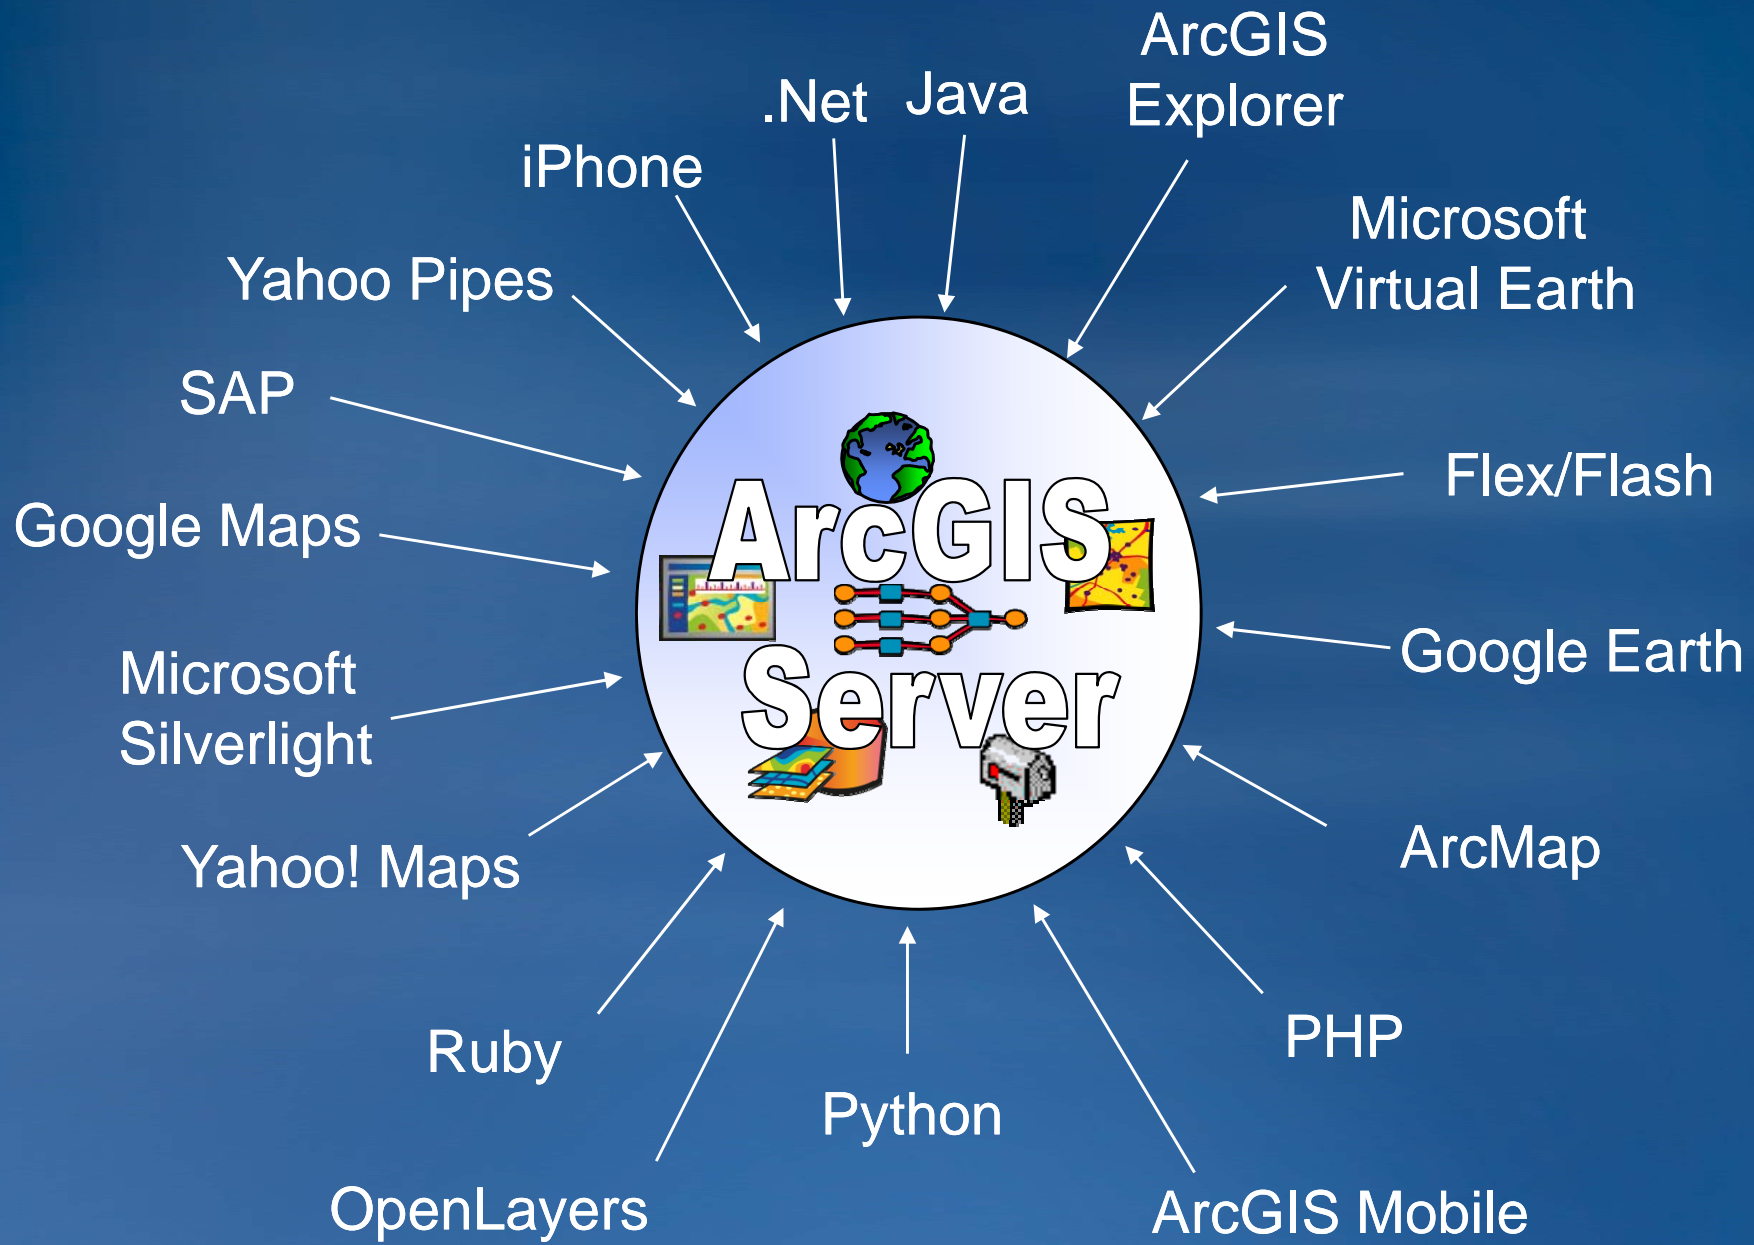 ArcGIS
Explorer
.Net
Java
iPhone
Microsoft
Virtual Earth
Yahoo Pipes
SAP
Flex/Flash
Google Maps
ArcGIS
Server
Google Earth
Microsoft
Silverlight
ArcMap
Yahoo! Maps
PHP
Ruby
Python
OpenLayers
ArcGIS Mobile